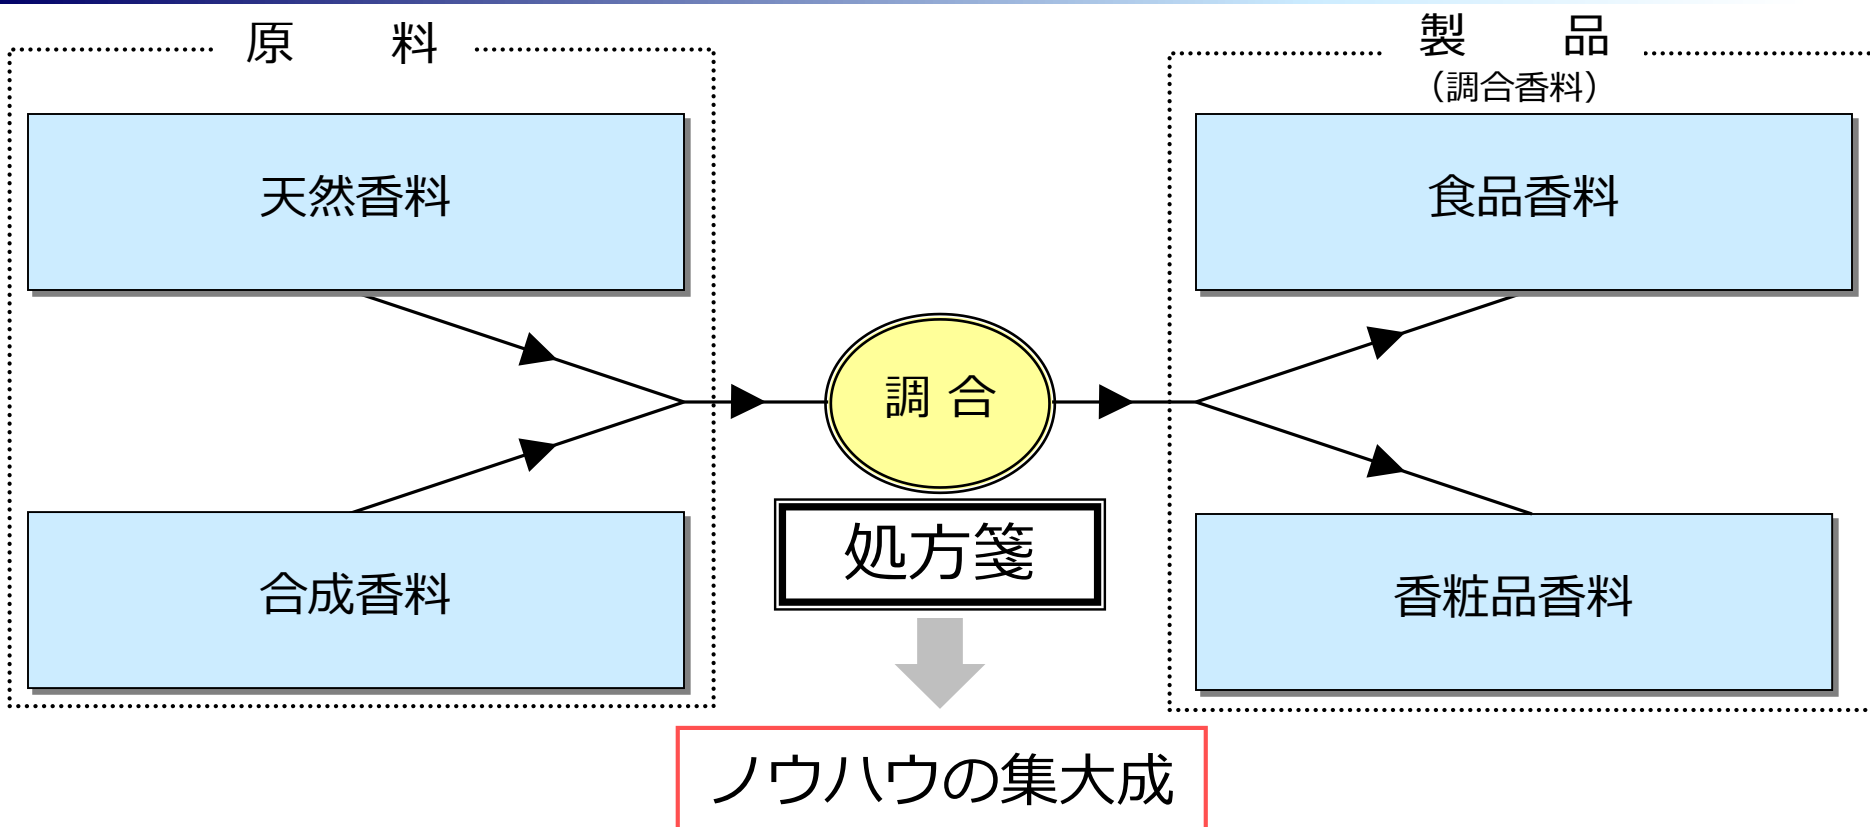 原　料
天然香料
合成香料
調 合
処方箋
ノウハウの集大成
製　品
（調合香料）
食品香料
香粧品香料